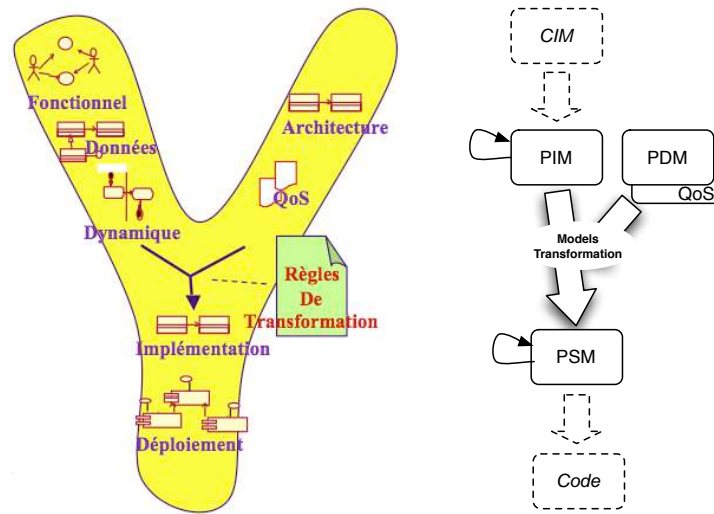 Fonctionnel
Données
Dynamique
Architecture
QoS
Règles
De
Transformation
Implémentation
Déploiement
CIM
PIM
PDM
QoS
Models
Transformation
PSM
Code